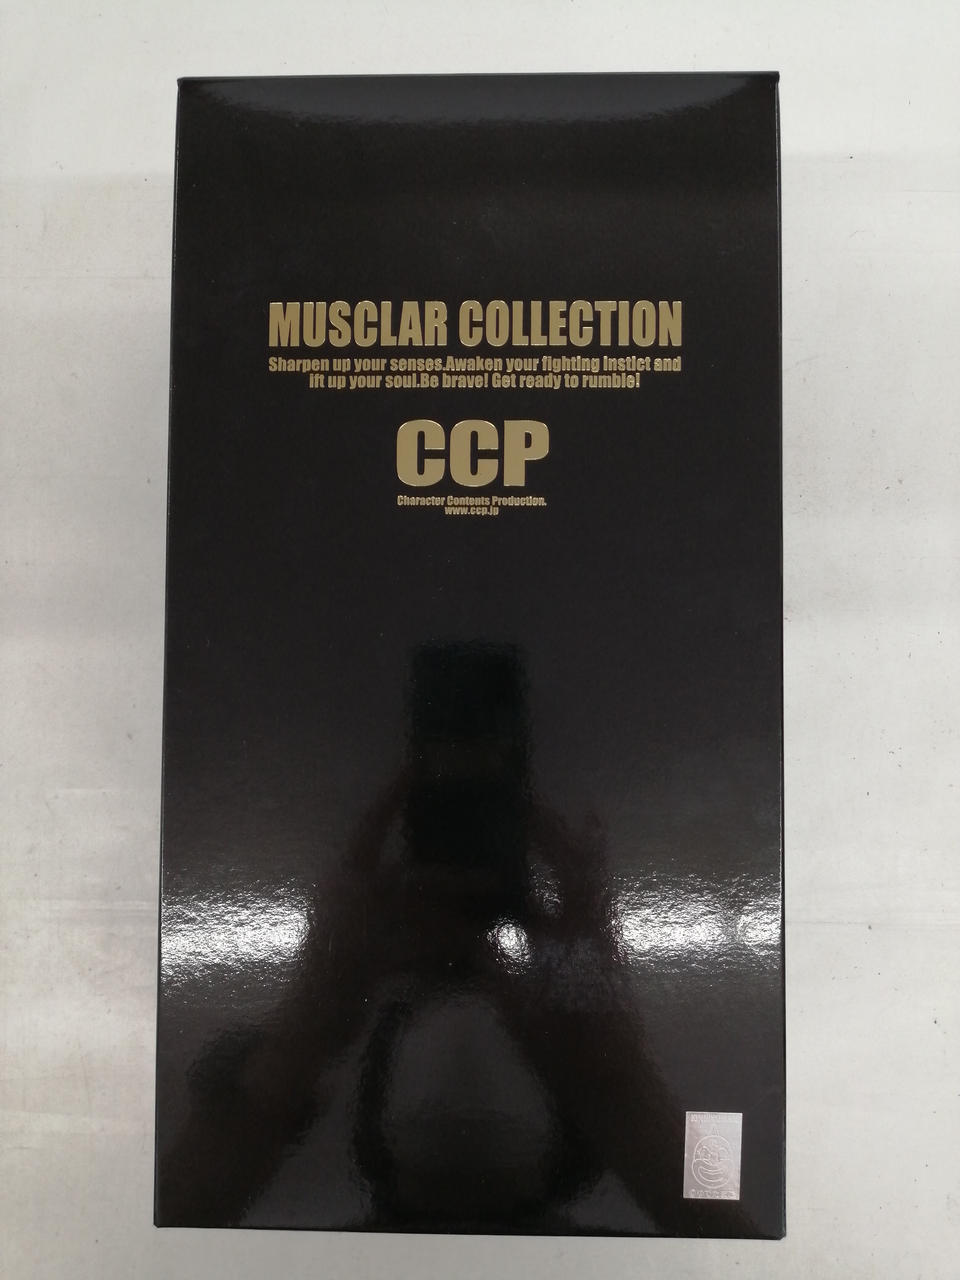 MUSCLAR COLLECTION
Sharpen up your senses.Awaken your fighting instict and
ift up your soul.Be brave! Get ready to rumble!
CCP
Character Contents Production.
www.ccp.jp